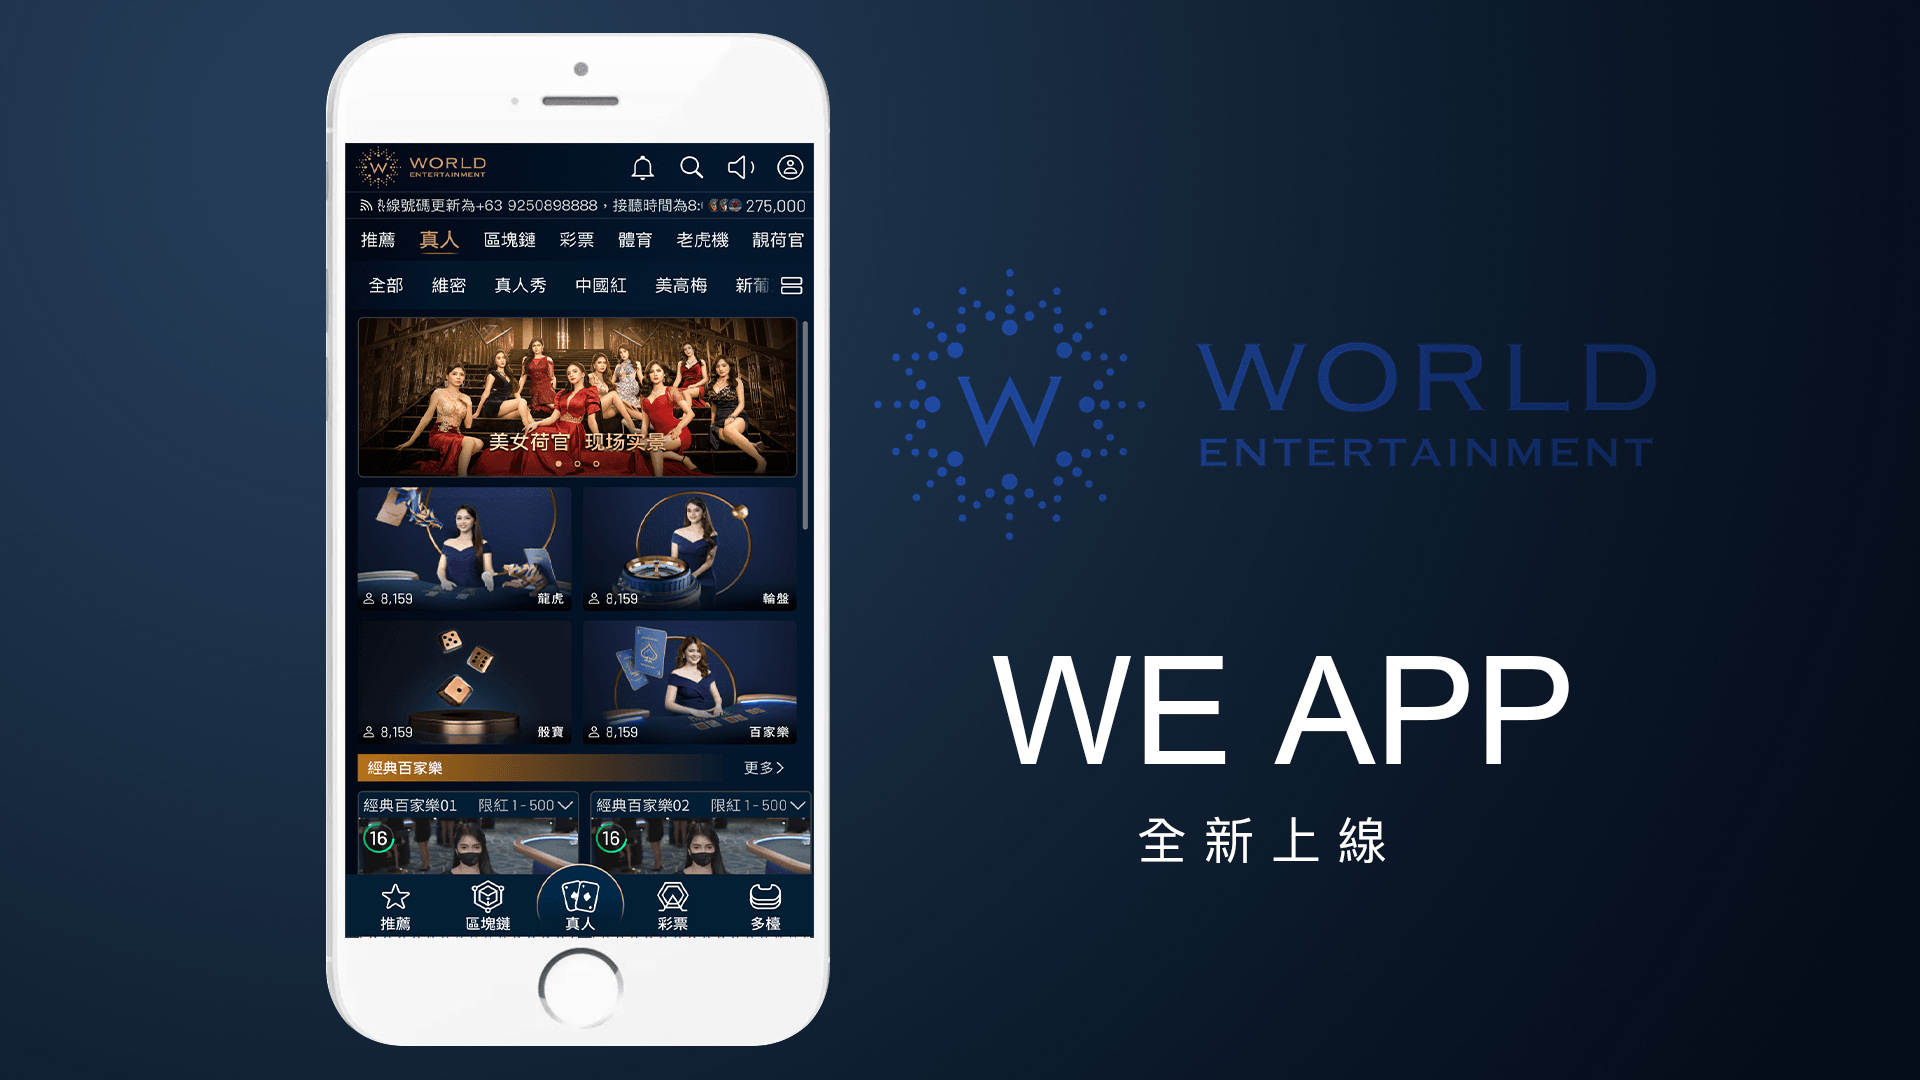 W WORLD
ENTERTAINMENT
線號碼更新為+63 9250898888，接聽時間為8: 275,000
推薦 真人 區塊鏈 彩票 體育 老虎機 靚荷官
全部 維密 真人秀 中國紅 美高梅 新葡
美女荷官 现场实景
8,159 龍虎
8,159 輪盤
8,159 骰寶
8,159 百家樂
經典百家樂 更多
經典百家樂01 限紅 1-500
經典百家樂02 限紅 1-500
16
16
推薦 區塊鏈 真人 彩票 多檯
W WORLD
ENTERTAINMENT
WE APP
全新上線